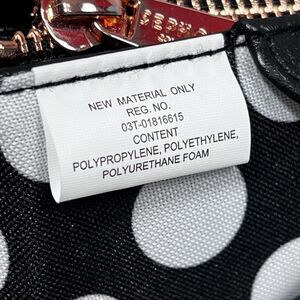 NEW MATERIAL ONLY
REG. NO.
03T-01816615
CONTENT
POLYPROPYLENE, POLYETHYLENE,
POLYURETHANE FOAM